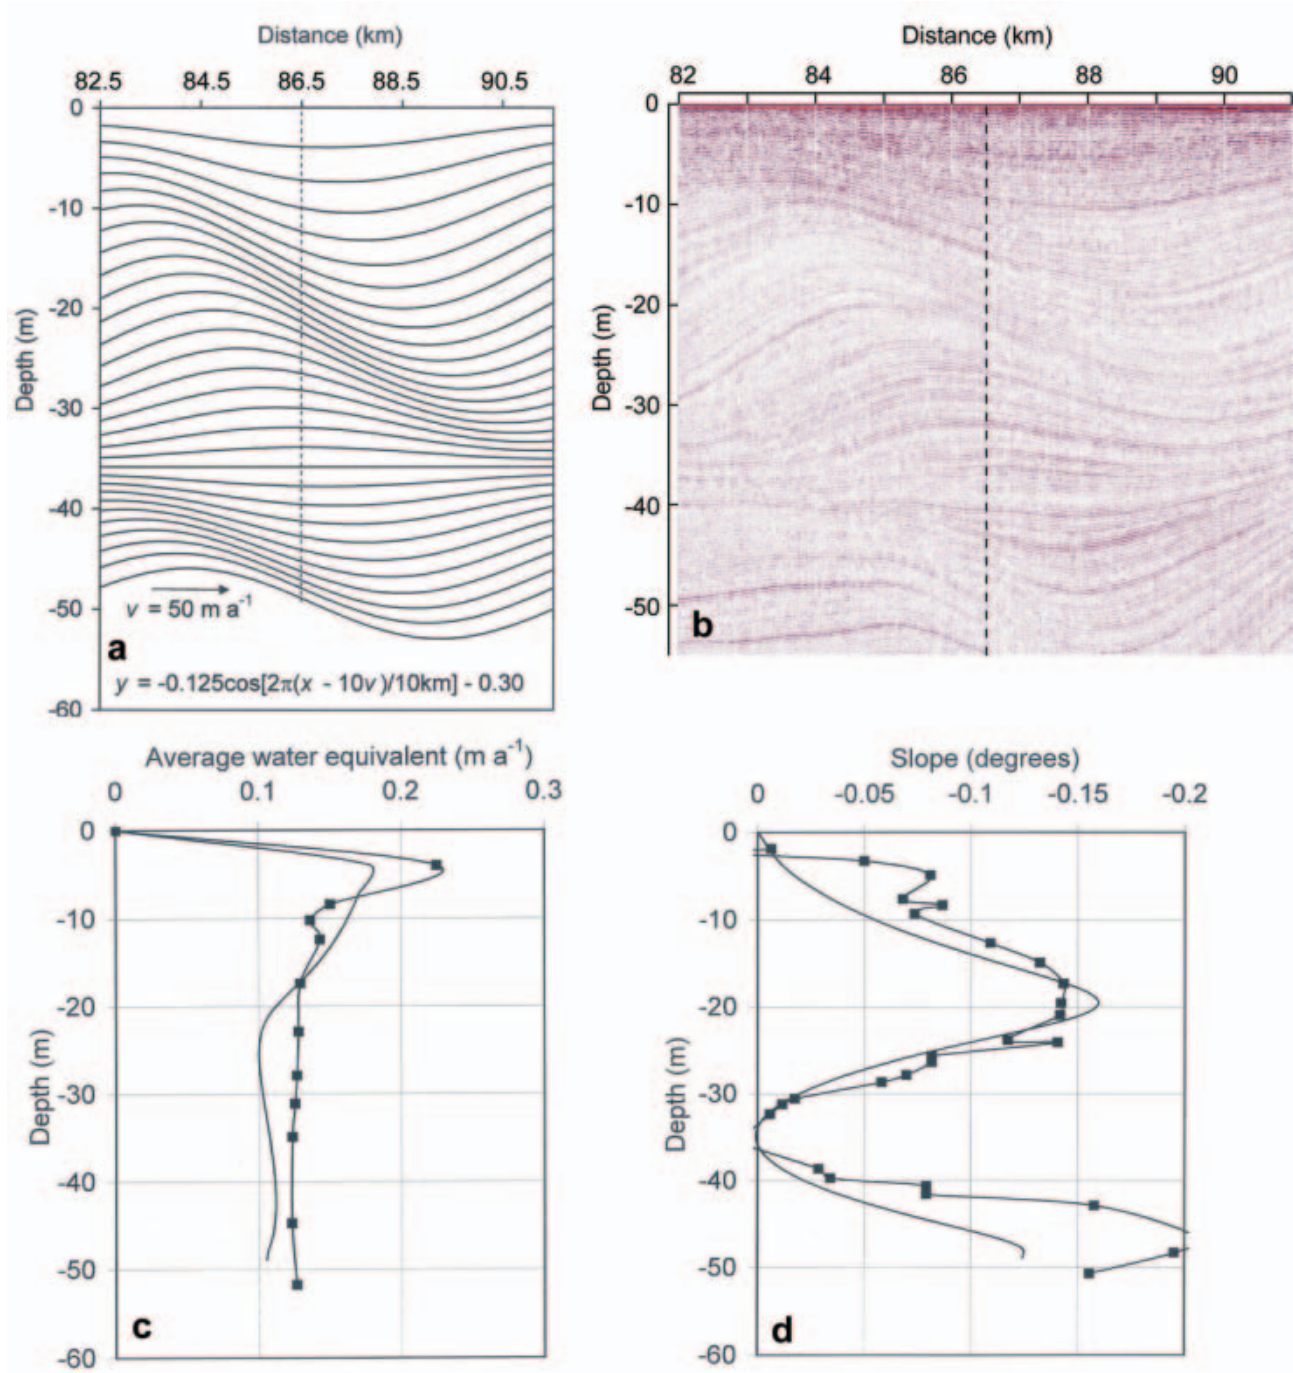 Distance (km)
82.5 84.5 86.5 88.5 90.5
0
-10
-20
-30
-40
-50
-60
Depth (m)
v = 50 m a⁻¹
a
y = -0.125cos[2π(x - 10v)/10km] - 0.30
Distance (km)
82 84 86 88 90
0
-10
-20
-30
-40
-50
Depth (m)
b
Average water equivalent (m a⁻¹)
0 0.1 0.2 0.3
0
-10
-20
-30
-40
-50
-60
Depth (m)
c
Slope (degrees)
0 -0.05 -0.1 -0.15 -0.2
0
-10
-20
-30
-40
-50
-60
Depth (m)
d